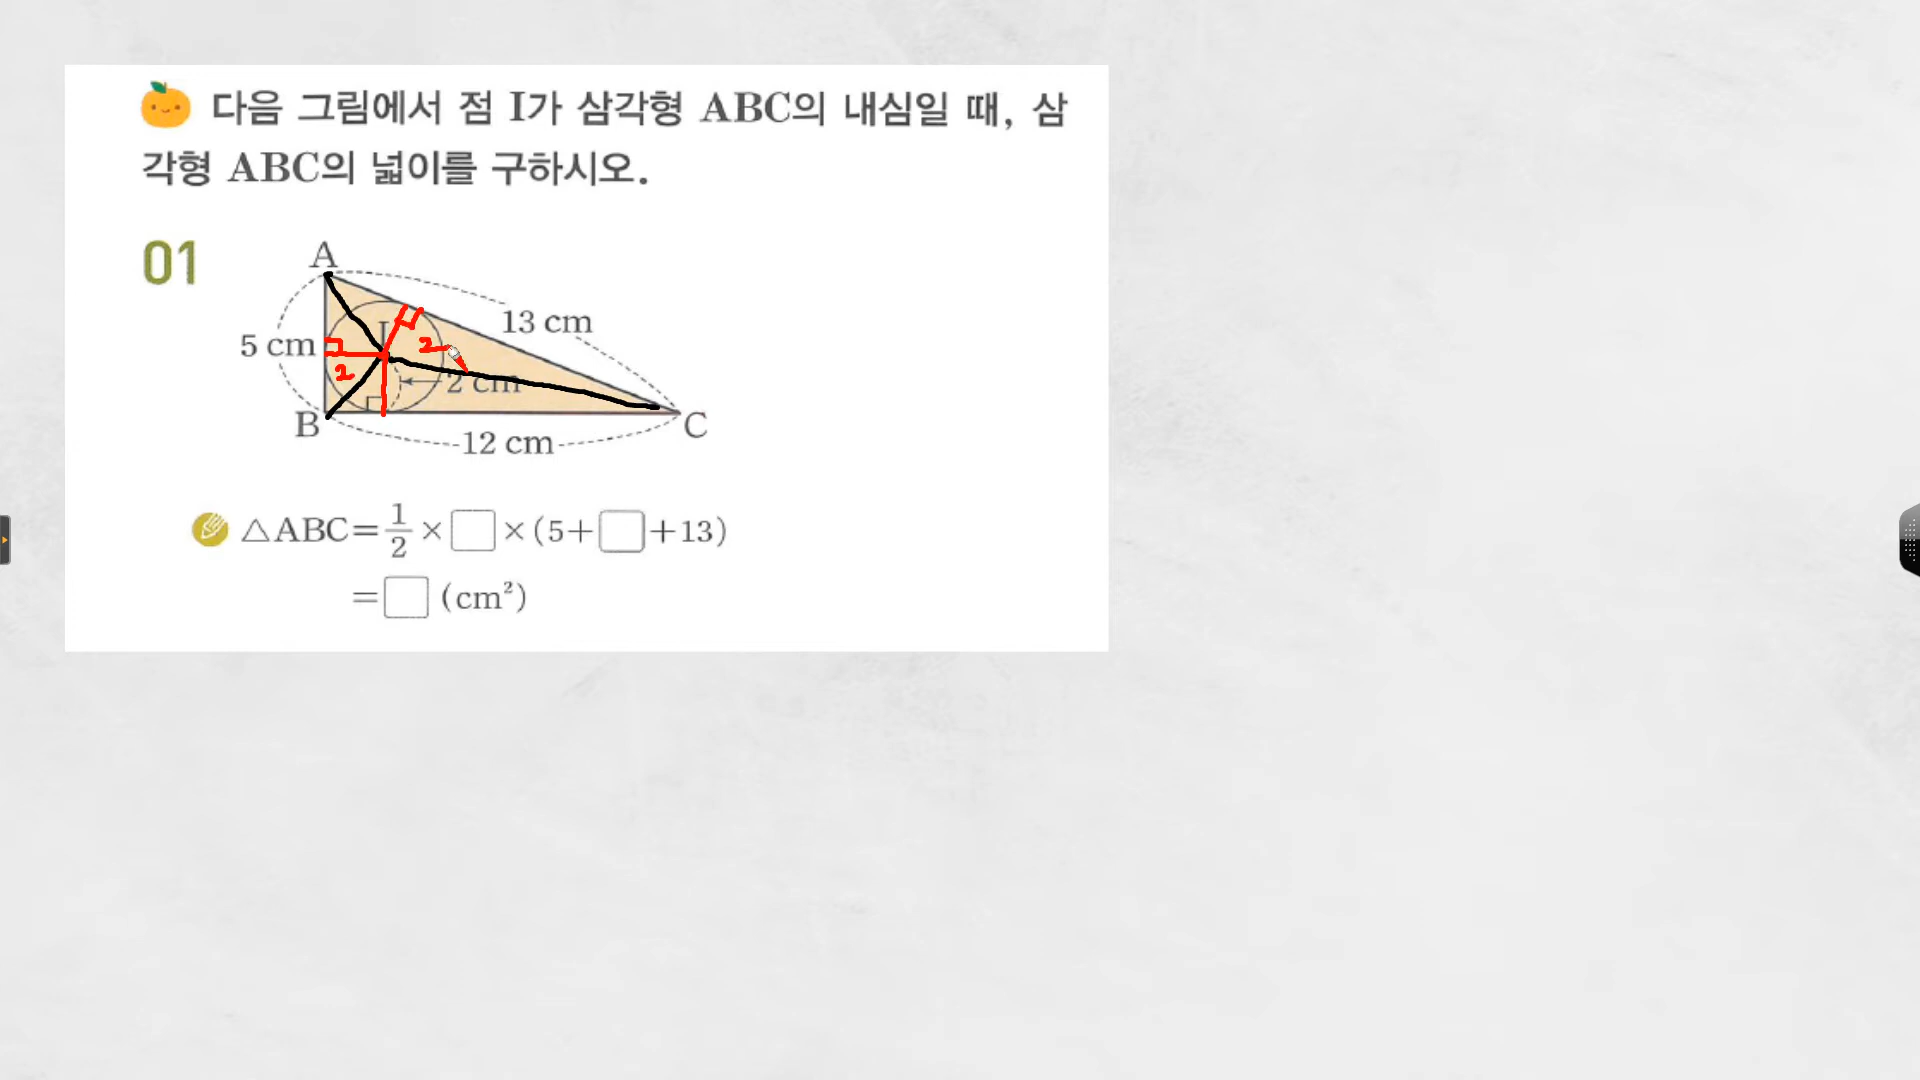 다음 그림에서 점 I가 삼각형 ABC의 내심일 때, 삼
각형 ABC의 넓이를 구하시오.
01
A
13 cm
I
2
5 cm
2
2 cm
B
C
12 cm
△ABC=1/2×□×(5+□+13)
=□ (cm²)